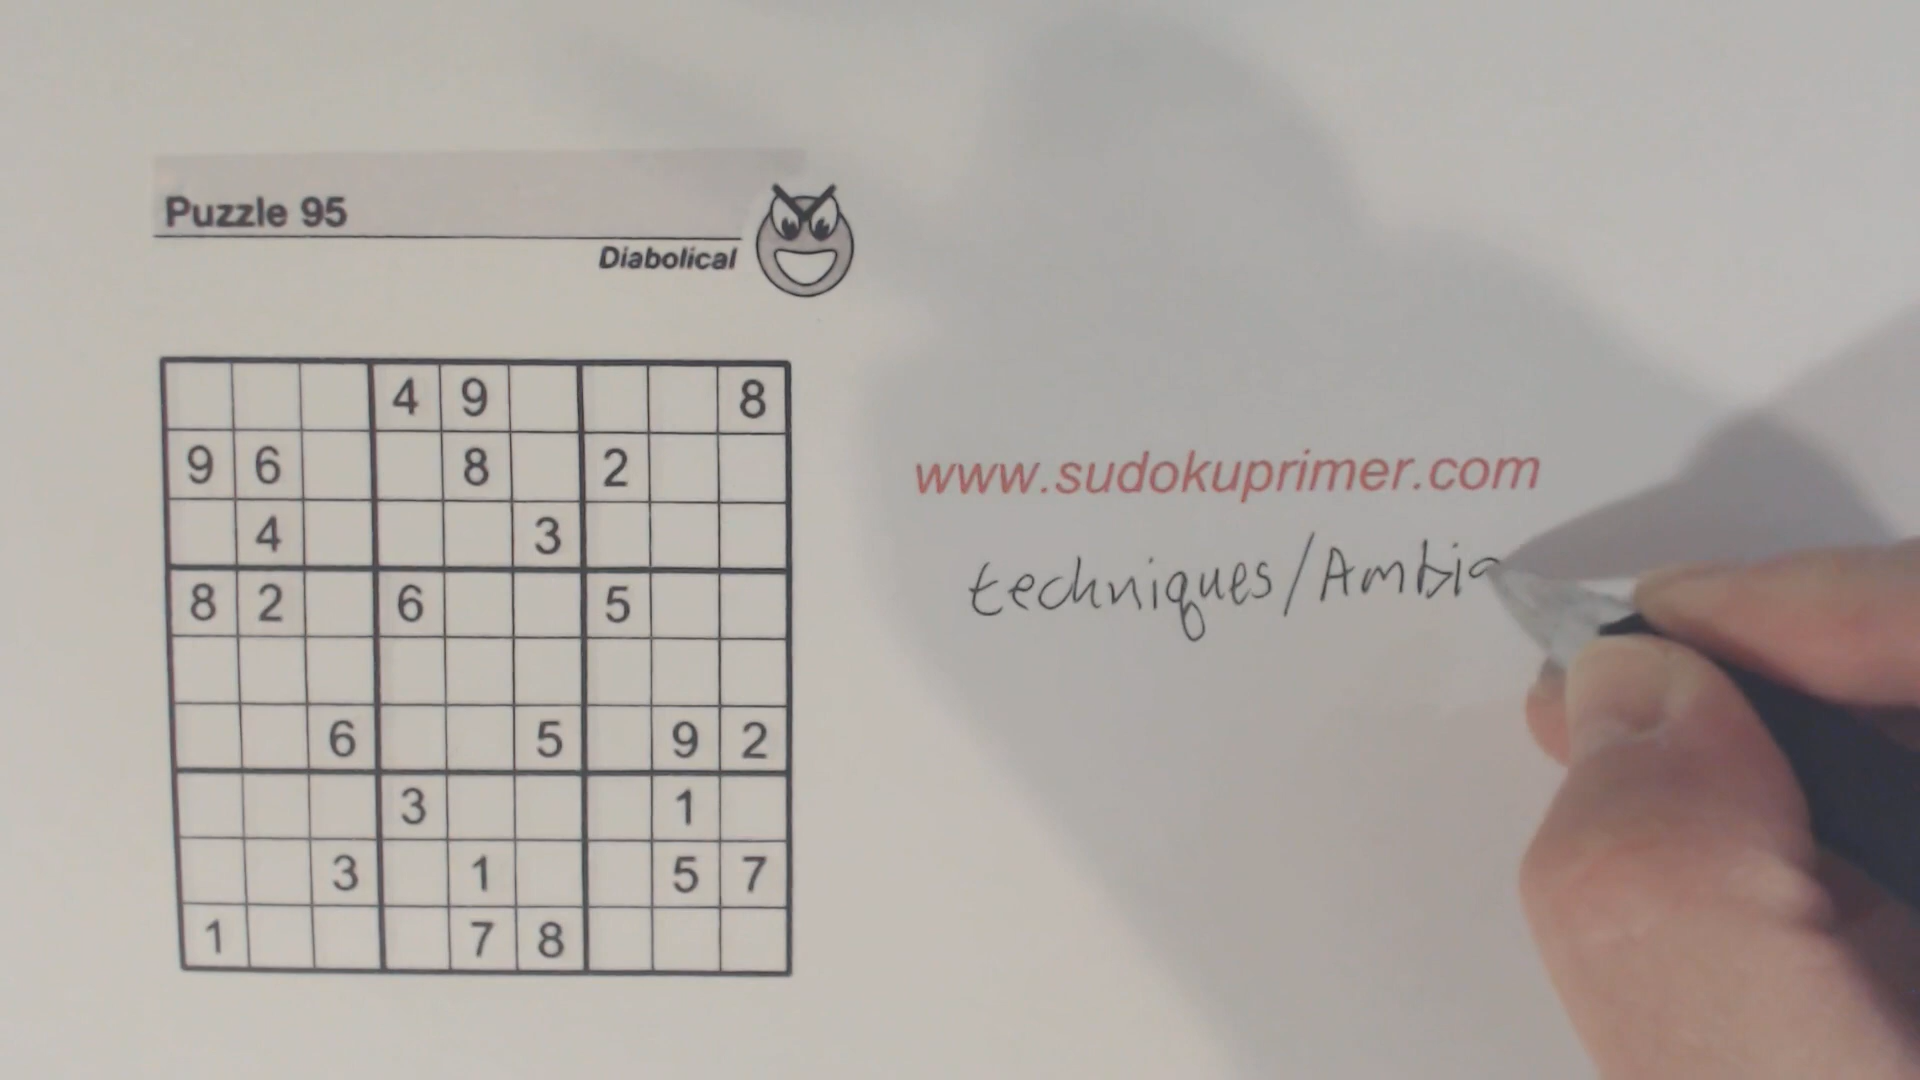 Puzzle 95
Diabolical
4 9 8
9 6 8 2
4 3
8 2 6 5
6 5 9 2
3 1
3 1 5 7
1 7 8
www.sudokuprimer.com
techniques/Ambig